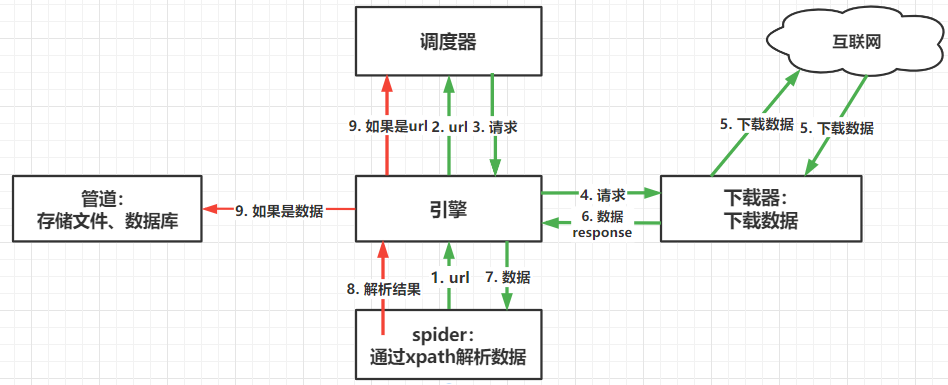 调度器
互联网
9. 如果是url
2. url
3. 请求
5. 下载数据
5. 下载数据
管道：
存储文件、数据库
9. 如果是数据
引擎
4. 请求
6. 数据
response
下载器：
下载数据
8. 解析结果
1. url
7. 数据
spider：
通过xpath解析数据